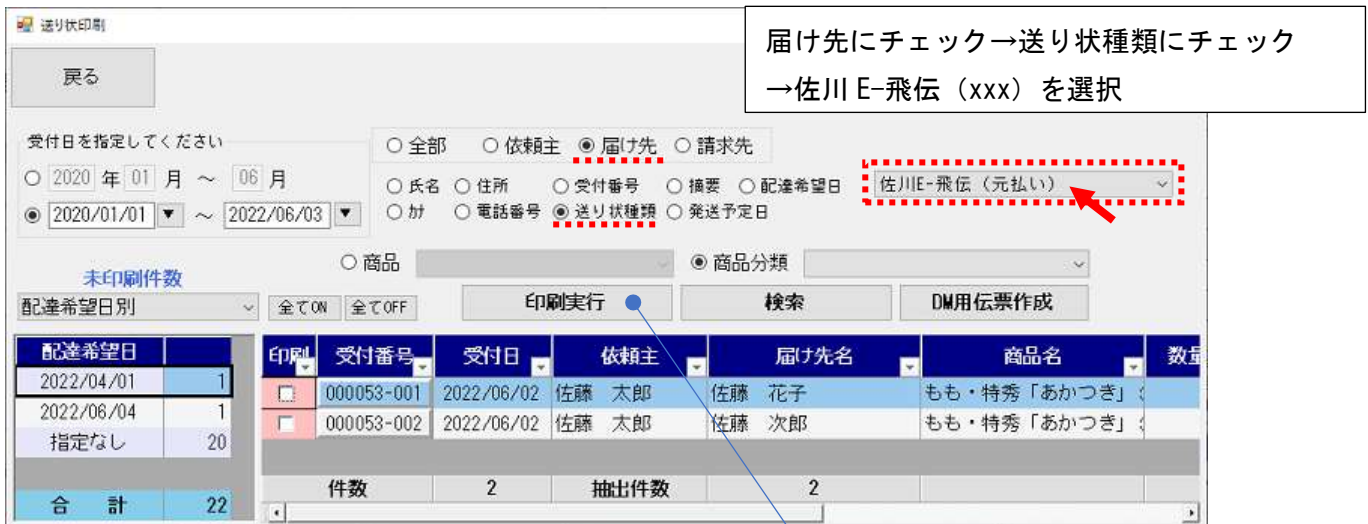 送り状印刷
届け先にチェック→送り状種類にチェック
→佐川E-飛伝（xxx）を選択
戻る
受付日を指定してください
全部 依頼主 届け先 請求先
2020 年 01 月 ～ 06 月
氏名 住所 受付番号 摘要 配達希望日
佐川E-飛伝（元払い）
2020/01/01 ～ 2022/06/03
カナ 電話番号 送り状種類 発送予定日
商品 商品分類
未印刷件数
配達希望日別 全てON 全てOFF 印刷実行 検索 DM用伝票作成
配達希望日
2022/04/01 1
2022/06/04 1
指定なし 20
合 計 22
印刷 受付番号 受付日 依頼主 届け先名 商品名 数量
000053-001 2022/06/02 佐藤 太郎 佐藤 花子 もも・特秀「あかつき」
000053-002 2022/06/02 佐藤 太郎 佐藤 次郎 もも・特秀「あかつき」
件数 2 抽出件数 2